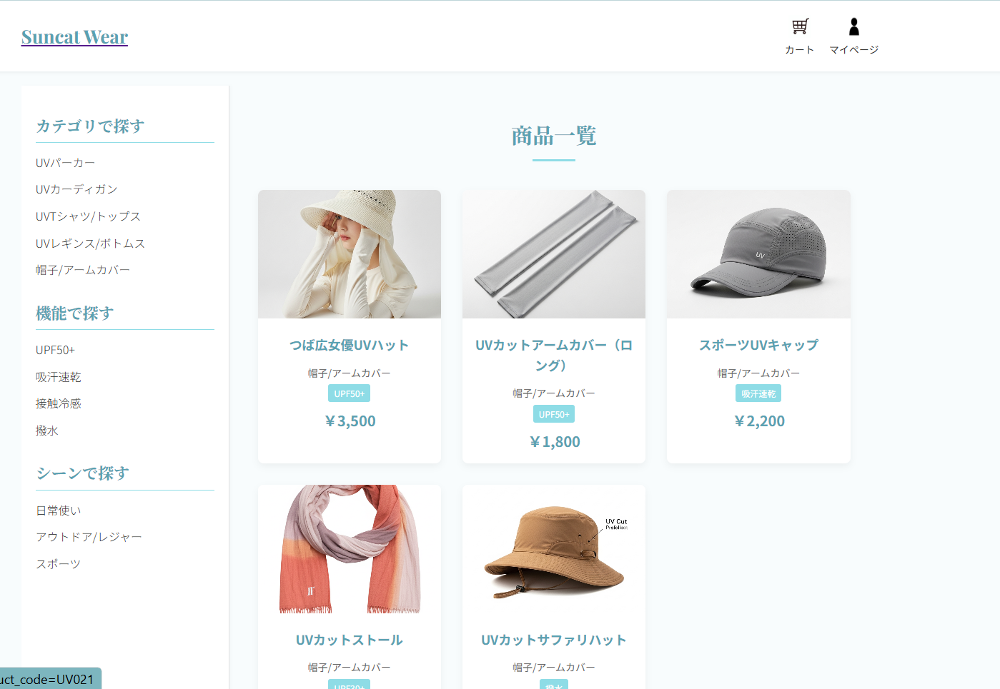 Suncat Wear
カート
マイページ
カテゴリで探す
UVパーカー
UVカーディガン
UVTシャツ/トップス
UVレギンス/ボトムス
帽子/アームカバー
機能で探す
UPF50+
吸汗速乾
接触冷感
撥水
シーンで探す
日常使い
アウトドア/レジャー
スポーツ
商品一覧
つば広女優UVハット
帽子/アームカバー
UPF50+
￥3,500
UVカットアームカバー（ロ
ング）
帽子/アームカバー
UPF50+
￥1,800
UV
スポーツUVキャップ
帽子/アームカバー
吸汗速乾
￥2,200
UVカットストール
帽子/アームカバー
UPF30+
UV Cut
UVカットサファリハット
帽子/アームカバー
撥水
uct_code=UV021